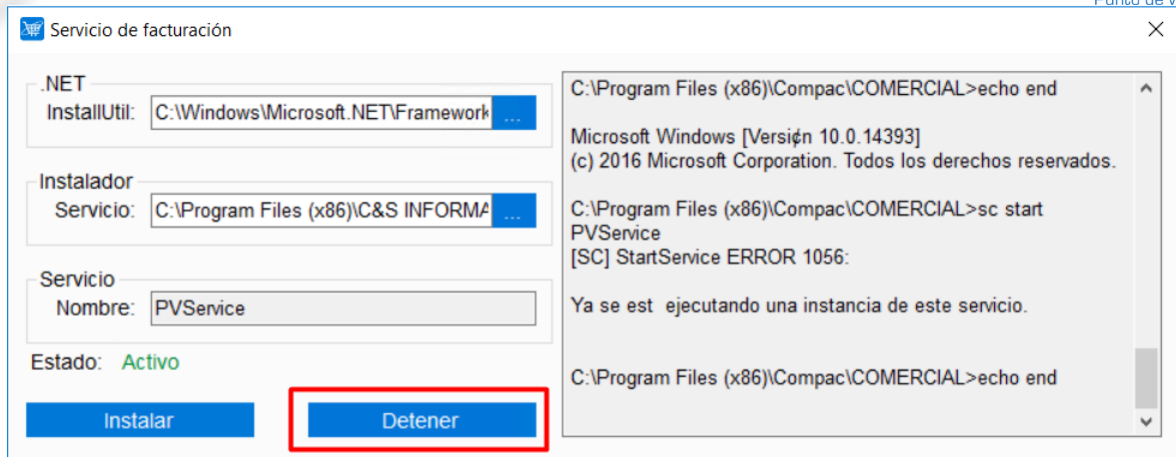 Punto de v
Servicio de facturación
.NET
InstallUtil: C:\Windows\Microsoft.NET\Framework ...
Instalador
Servicio: C:\Program Files (x86)\C&S INFORMA ...
Servicio
Nombre: PVService
Estado: Activo
Instalar
Detener
C:\Program Files (x86)\Compac\COMERCIAL>echo end
Microsoft Windows [Versi¢n 10.0.14393]
(c) 2016 Microsoft Corporation. Todos los derechos reservados.
C:\Program Files (x86)\Compac\COMERCIAL>sc start
PVService
[SC] StartService ERROR 1056:
Ya se est  ejecutando una instancia de este servicio.
C:\Program Files (x86)\Compac\COMERCIAL>echo end